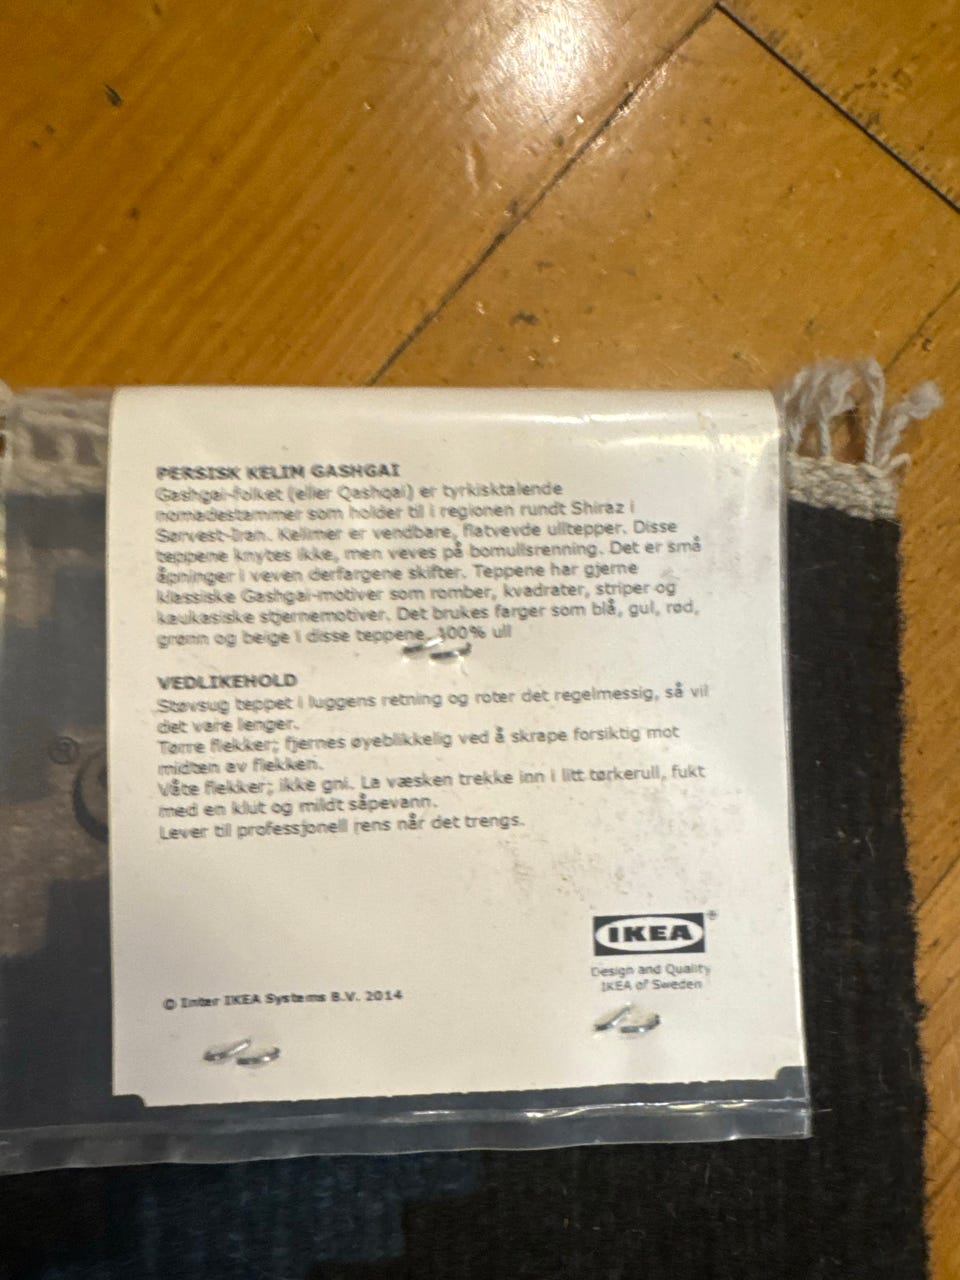 PERSISK KELIM GASHGAI
Gashgai-folket (eller Qashqai) er tyrkisktalende
nomadestammer som holder til i regionen rundt Shiraz i
Sørvest-Iran. Kelimer er vendbare, flatvevde ulltepper. Disse
teppene knytes ikke, men veves på bomullsrenning. Det er små
åpninger i veven derfargene skifter. Teppene har gjerne
klassiske Gashgai-motiver som romber, kvadrater, striper og
kaukasiske stjernemotiver. Det brukes farger som blå, gul, rød,
grønn og beige i disse teppene. 100% ull
VEDLIKEHOLD
Støvsug teppet i luggens retning og roter det regelmessig, så vil
det vare lenger.
Tørre flekker; fjernes øyeblikkelig ved å skrape forsiktig mot
midten av flekken.
Våte flekker; ikke gni. La væsken trekke inn i litt tørkerull, fukt
med en klut og mildt såpevann.
Lever til professjonell rens når det trengs.
IKEA®
Design and Quality
IKEA of Sweden
© Inter IKEA Systems B.V. 2014
®